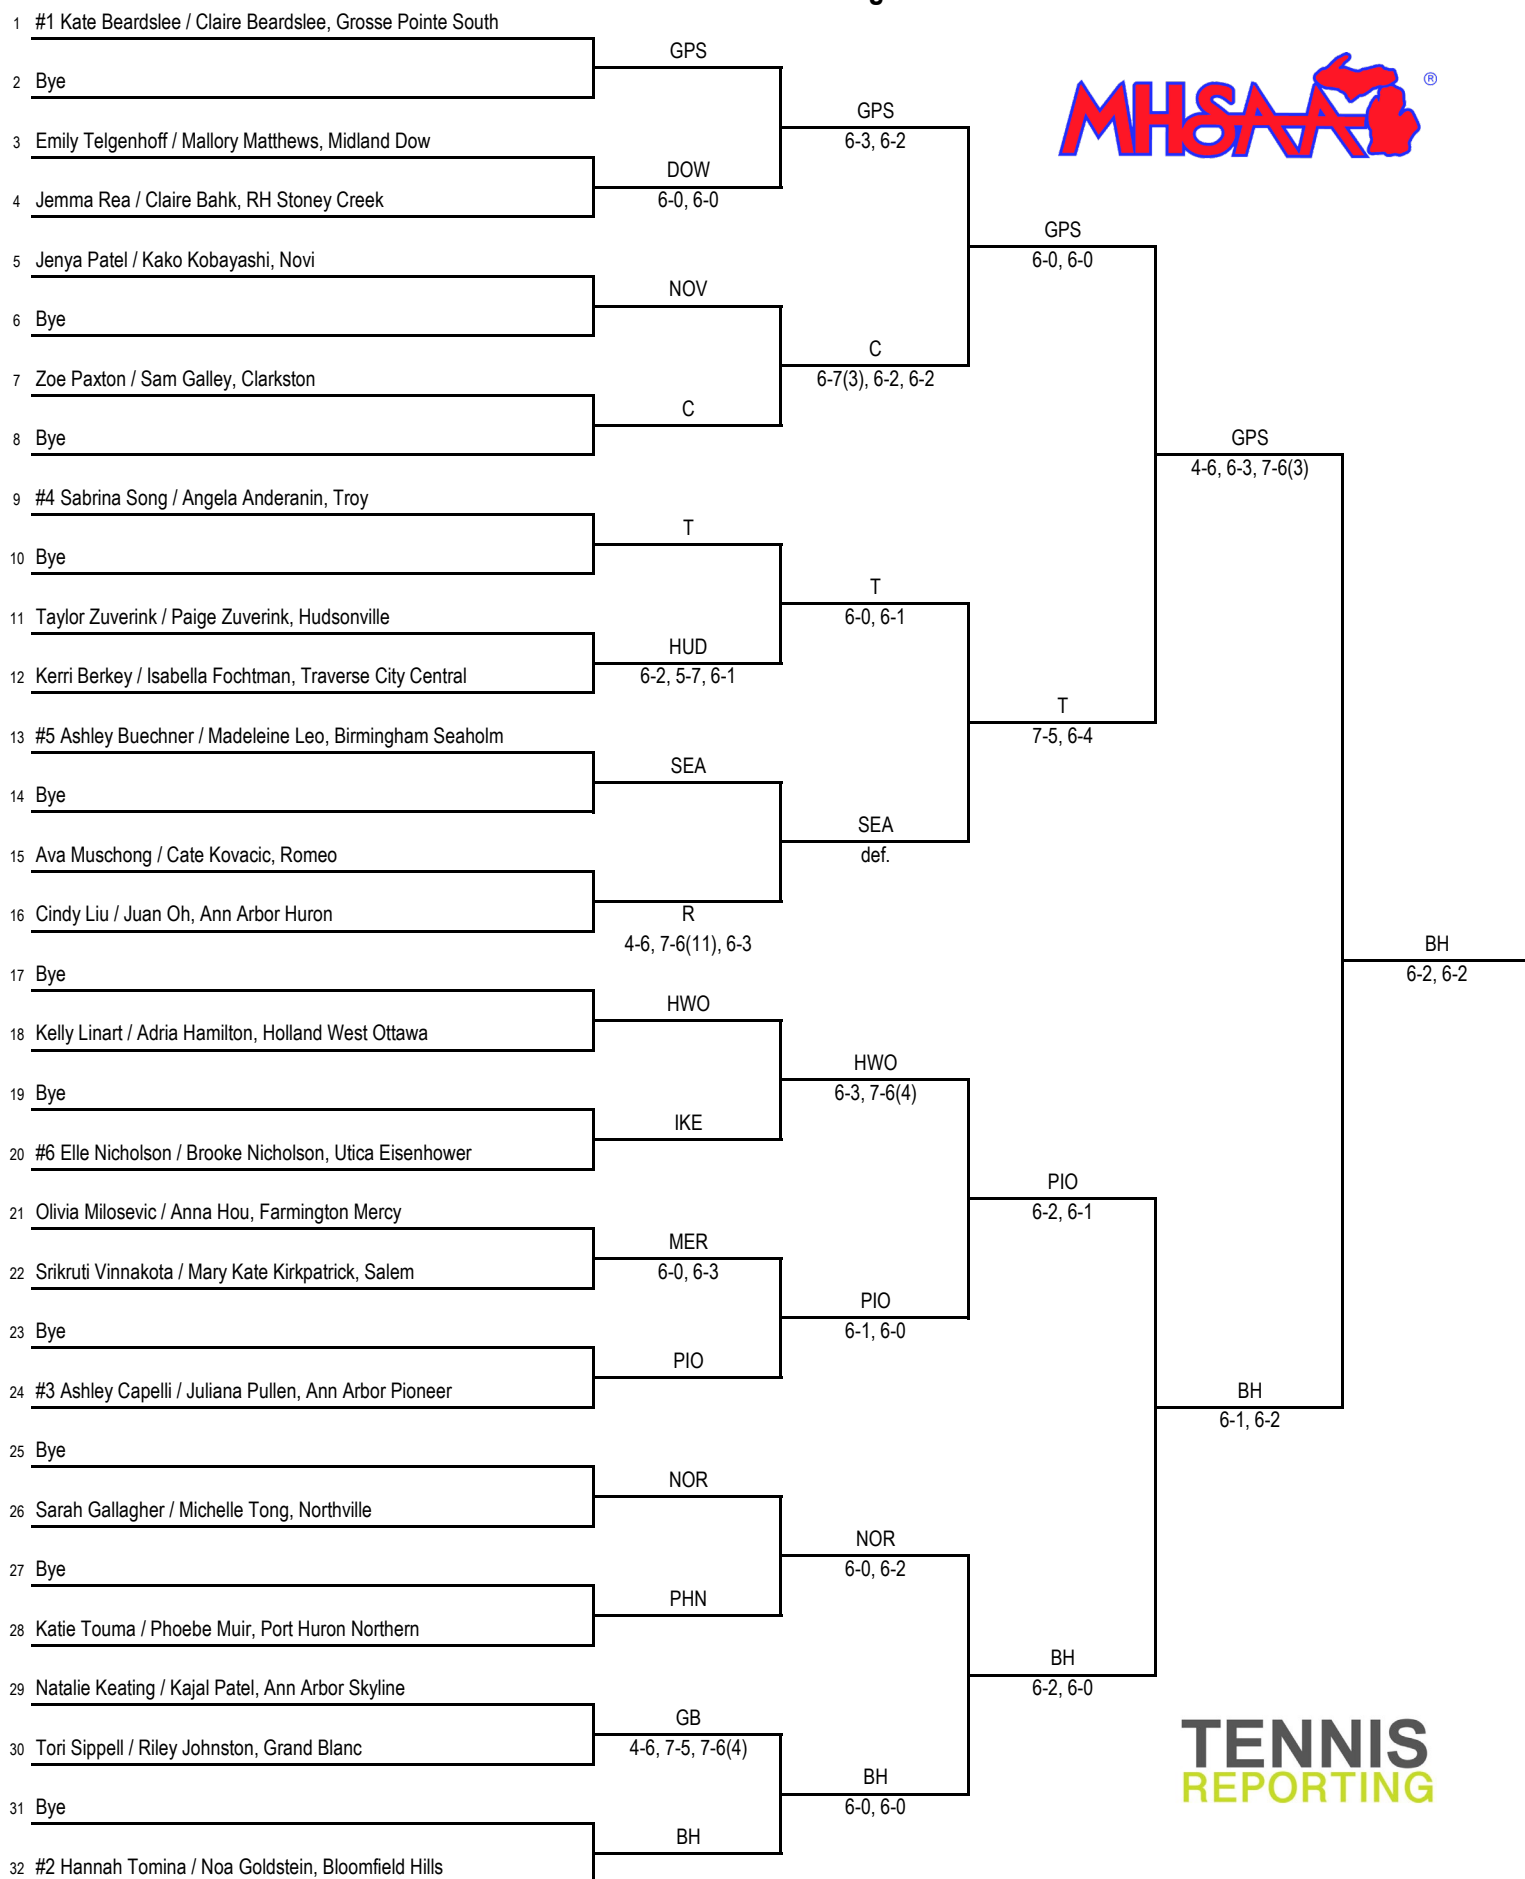 1 #1 Kate Beardslee / Claire Beardslee, Grosse Pointe South
GPS
2 Bye
GPS
6-3, 6-2
3 Emily Telgenhoff / Mallory Matthews, Midland Dow
DOW
6-0, 6-0
4 Jemma Rea / Claire Bahk, RH Stoney Creek
GPS
6-0, 6-0
5 Jenya Patel / Kako Kobayashi, Novi
NOV
6 Bye
C
6-7(3), 6-2, 6-2
7 Zoe Paxton / Sam Galley, Clarkston
C
8 Bye
GPS
4-6, 6-3, 7-6(3)
9 #4 Sabrina Song / Angela Anderanin, Troy
T
10 Bye
T
6-0, 6-1
11 Taylor Zuverink / Paige Zuverink, Hudsonville
HUD
6-2, 5-7, 6-1
12 Kerri Berkey / Isabella Fochtman, Traverse City Central
T
7-5, 6-4
13 #5 Ashley Buechner / Madeleine Leo, Birmingham Seaholm
SEA
14 Bye
SEA
def.
15 Ava Muschong / Cate Kovacic, Romeo
16 Cindy Liu / Juan Oh, Ann Arbor Huron
R
4-6, 7-6(11), 6-3
BH
6-2, 6-2
17 Bye
HWO
18 Kelly Linart / Adria Hamilton, Holland West Ottawa
HWO
6-3, 7-6(4)
19 Bye
IKE
20 #6 Elle Nicholson / Brooke Nicholson, Utica Eisenhower
PIO
6-2, 6-1
21 Olivia Milosevic / Anna Hou, Farmington Mercy
MER
6-0, 6-3
22 Srikruti Vinnakota / Mary Kate Kirkpatrick, Salem
PIO
6-1, 6-0
23 Bye
PIO
24 #3 Ashley Capelli / Juliana Pullen, Ann Arbor Pioneer
BH
6-1, 6-2
25 Bye
NOR
26 Sarah Gallagher / Michelle Tong, Northville
NOR
6-0, 6-2
27 Bye
PHN
28 Katie Touma / Phoebe Muir, Port Huron Northern
BH
6-2, 6-0
29 Natalie Keating / Kajal Patel, Ann Arbor Skyline
GB
4-6, 7-5, 7-6(4)
30 Tori Sippell / Riley Johnston, Grand Blanc
BH
6-0, 6-0
31 Bye
BH
32 #2 Hannah Tomina / Noa Goldstein, Bloomfield Hills
MHSAA ®
TENNIS
REPORTING